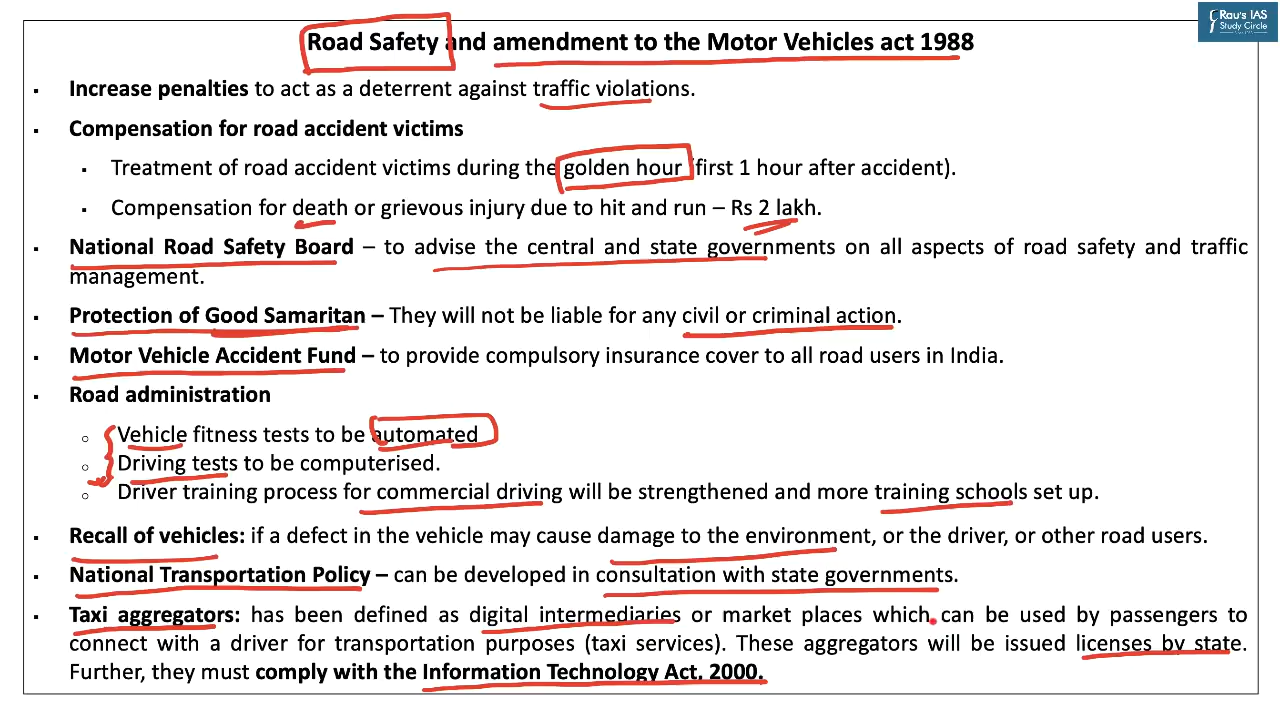 Rau's IAS
Study Circle
Road Safety and amendment to the Motor Vehicles act 1988
▪ Increase penalties to act as a deterrent against traffic violations.
▪ Compensation for road accident victims
▪ Treatment of road accident victims during the golden hour (first 1 hour after accident).
▪ Compensation for death or grievous injury due to hit and run – Rs 2 lakh.
▪ National Road Safety Board – to advise the central and state governments on all aspects of road safety and traffic
management.
▪ Protection of Good Samaritan – They will not be liable for any civil or criminal action.
▪ Motor Vehicle Accident Fund – to provide compulsory insurance cover to all road users in India.
▪ Road administration
○ Vehicle fitness tests to be automated
○ Driving tests to be computerised.
○ Driver training process for commercial driving will be strengthened and more training schools set up.
▪ Recall of vehicles: if a defect in the vehicle may cause damage to the environment, or the driver, or other road users.
▪ National Transportation Policy – can be developed in consultation with state governments.
▪ Taxi aggregators: has been defined as digital intermediaries or market places which can be used by passengers to
connect with a driver for transportation purposes (taxi services). These aggregators will be issued licenses by state.
Further, they must comply with the Information Technology Act, 2000.